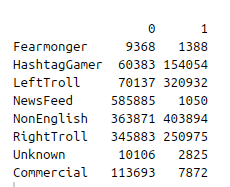 0 1
Fearmonger 9368 1388
HashtagGamer 60383 154054
LeftTroll 70137 320932
NewsFeed 585885 1050
NonEnglish 363871 403894
RightTroll 345883 250975
Unknown 10106 2825
Commercial 113693 7872